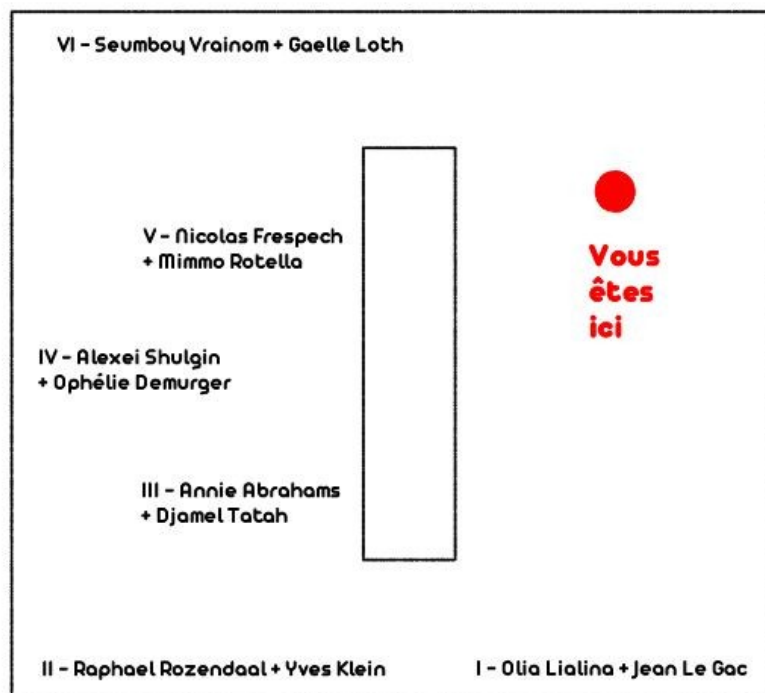 VI - Seumboy Vrainom + Gaelle Loth
V - Nicolas Frespech
+ Mimmo Rotella
Vous
êtes
ici
IV - Alexei Shulgin
+ Ophélie Demurger
III - Annie Abrahams
+ Djamel Tatah
II - Raphael Rozendaal + Yves Klein
I - Olia Lialina + Jean Le Gac